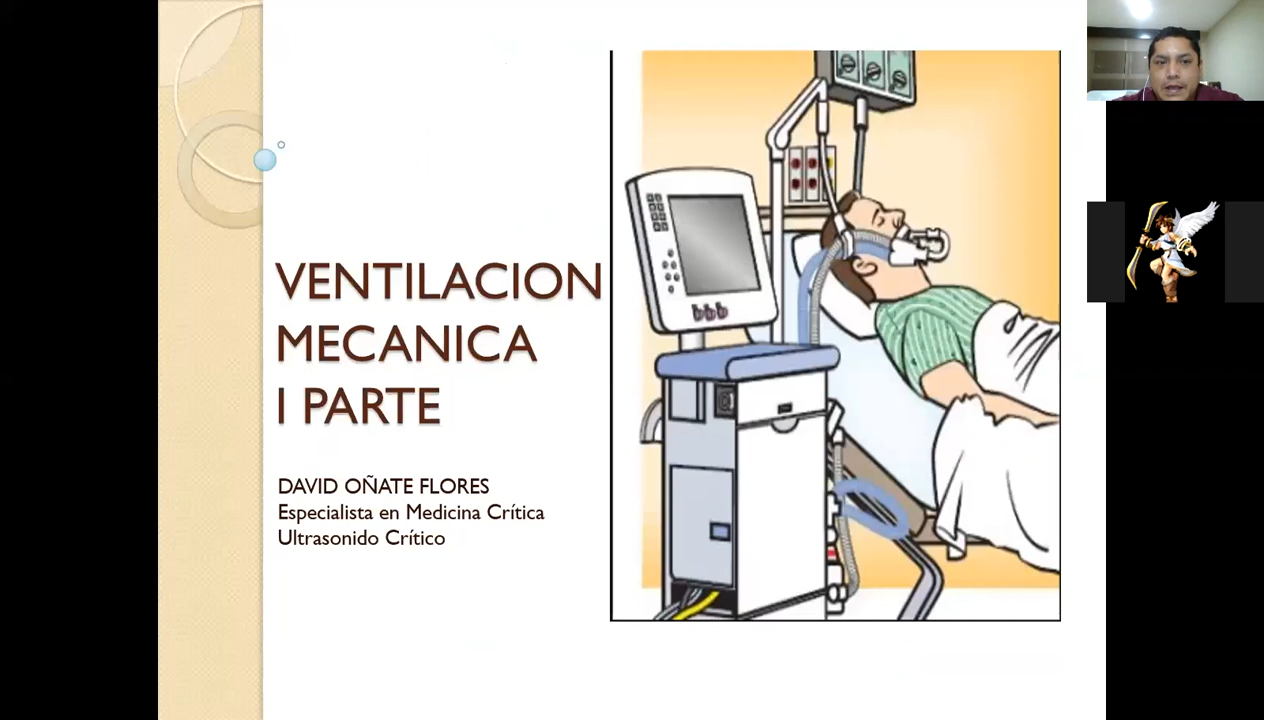 VENTILACION
MECANICA
I PARTE
DAVID OÑATE FLORES
Especialista en Medicina Crítica
Ultrasonido Crítico